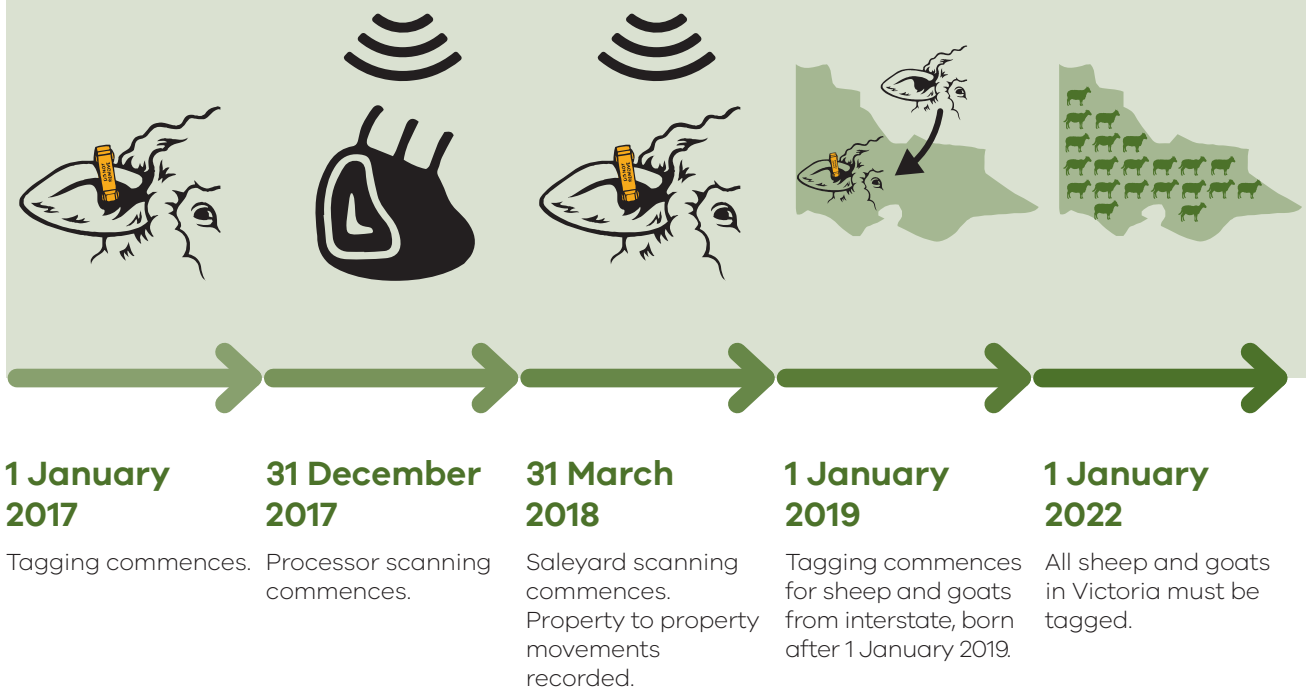 1 January
2017
Tagging commences.
31 December
2017
Processor scanning
commences.
31 March
2018
Saleyard scanning
commences.
Property to property
movements
recorded.
1 January
2019
Tagging commences
for sheep and goats
from interstate, born
after 1 January 2019.
1 January
2022
All sheep and goats
in Victoria must be
tagged.